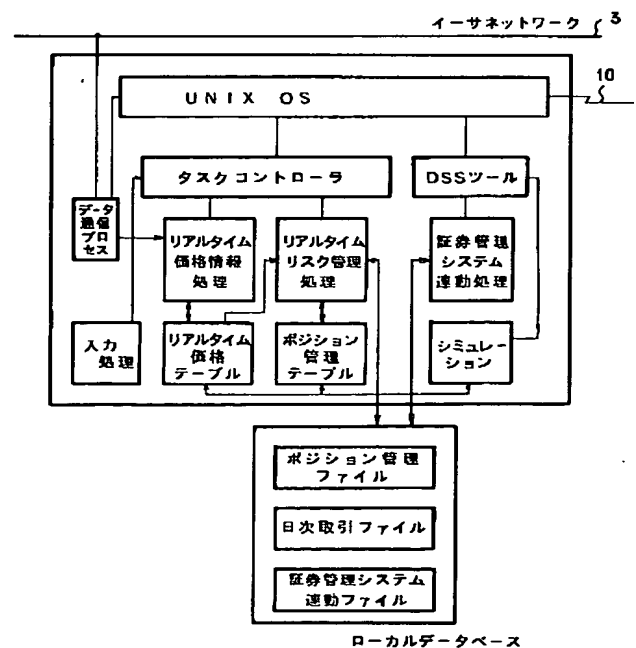 イーサネットワーク 3
10
UNIX OS
タスクコントローラ
DSSツール
データ
通信
プロ
セス
リアルタイム
価格情報
処理
リアルタイム
リスク管理
処理
証券管理
システム
連動処理
入力
処理
リアルタイム
価格
テーブル
ポジション
管理
テーブル
シミュレー
ション
ポジション管理
ファイル
日次取引ファイル
証券管理システム
連動ファイル
ローカルデータベース